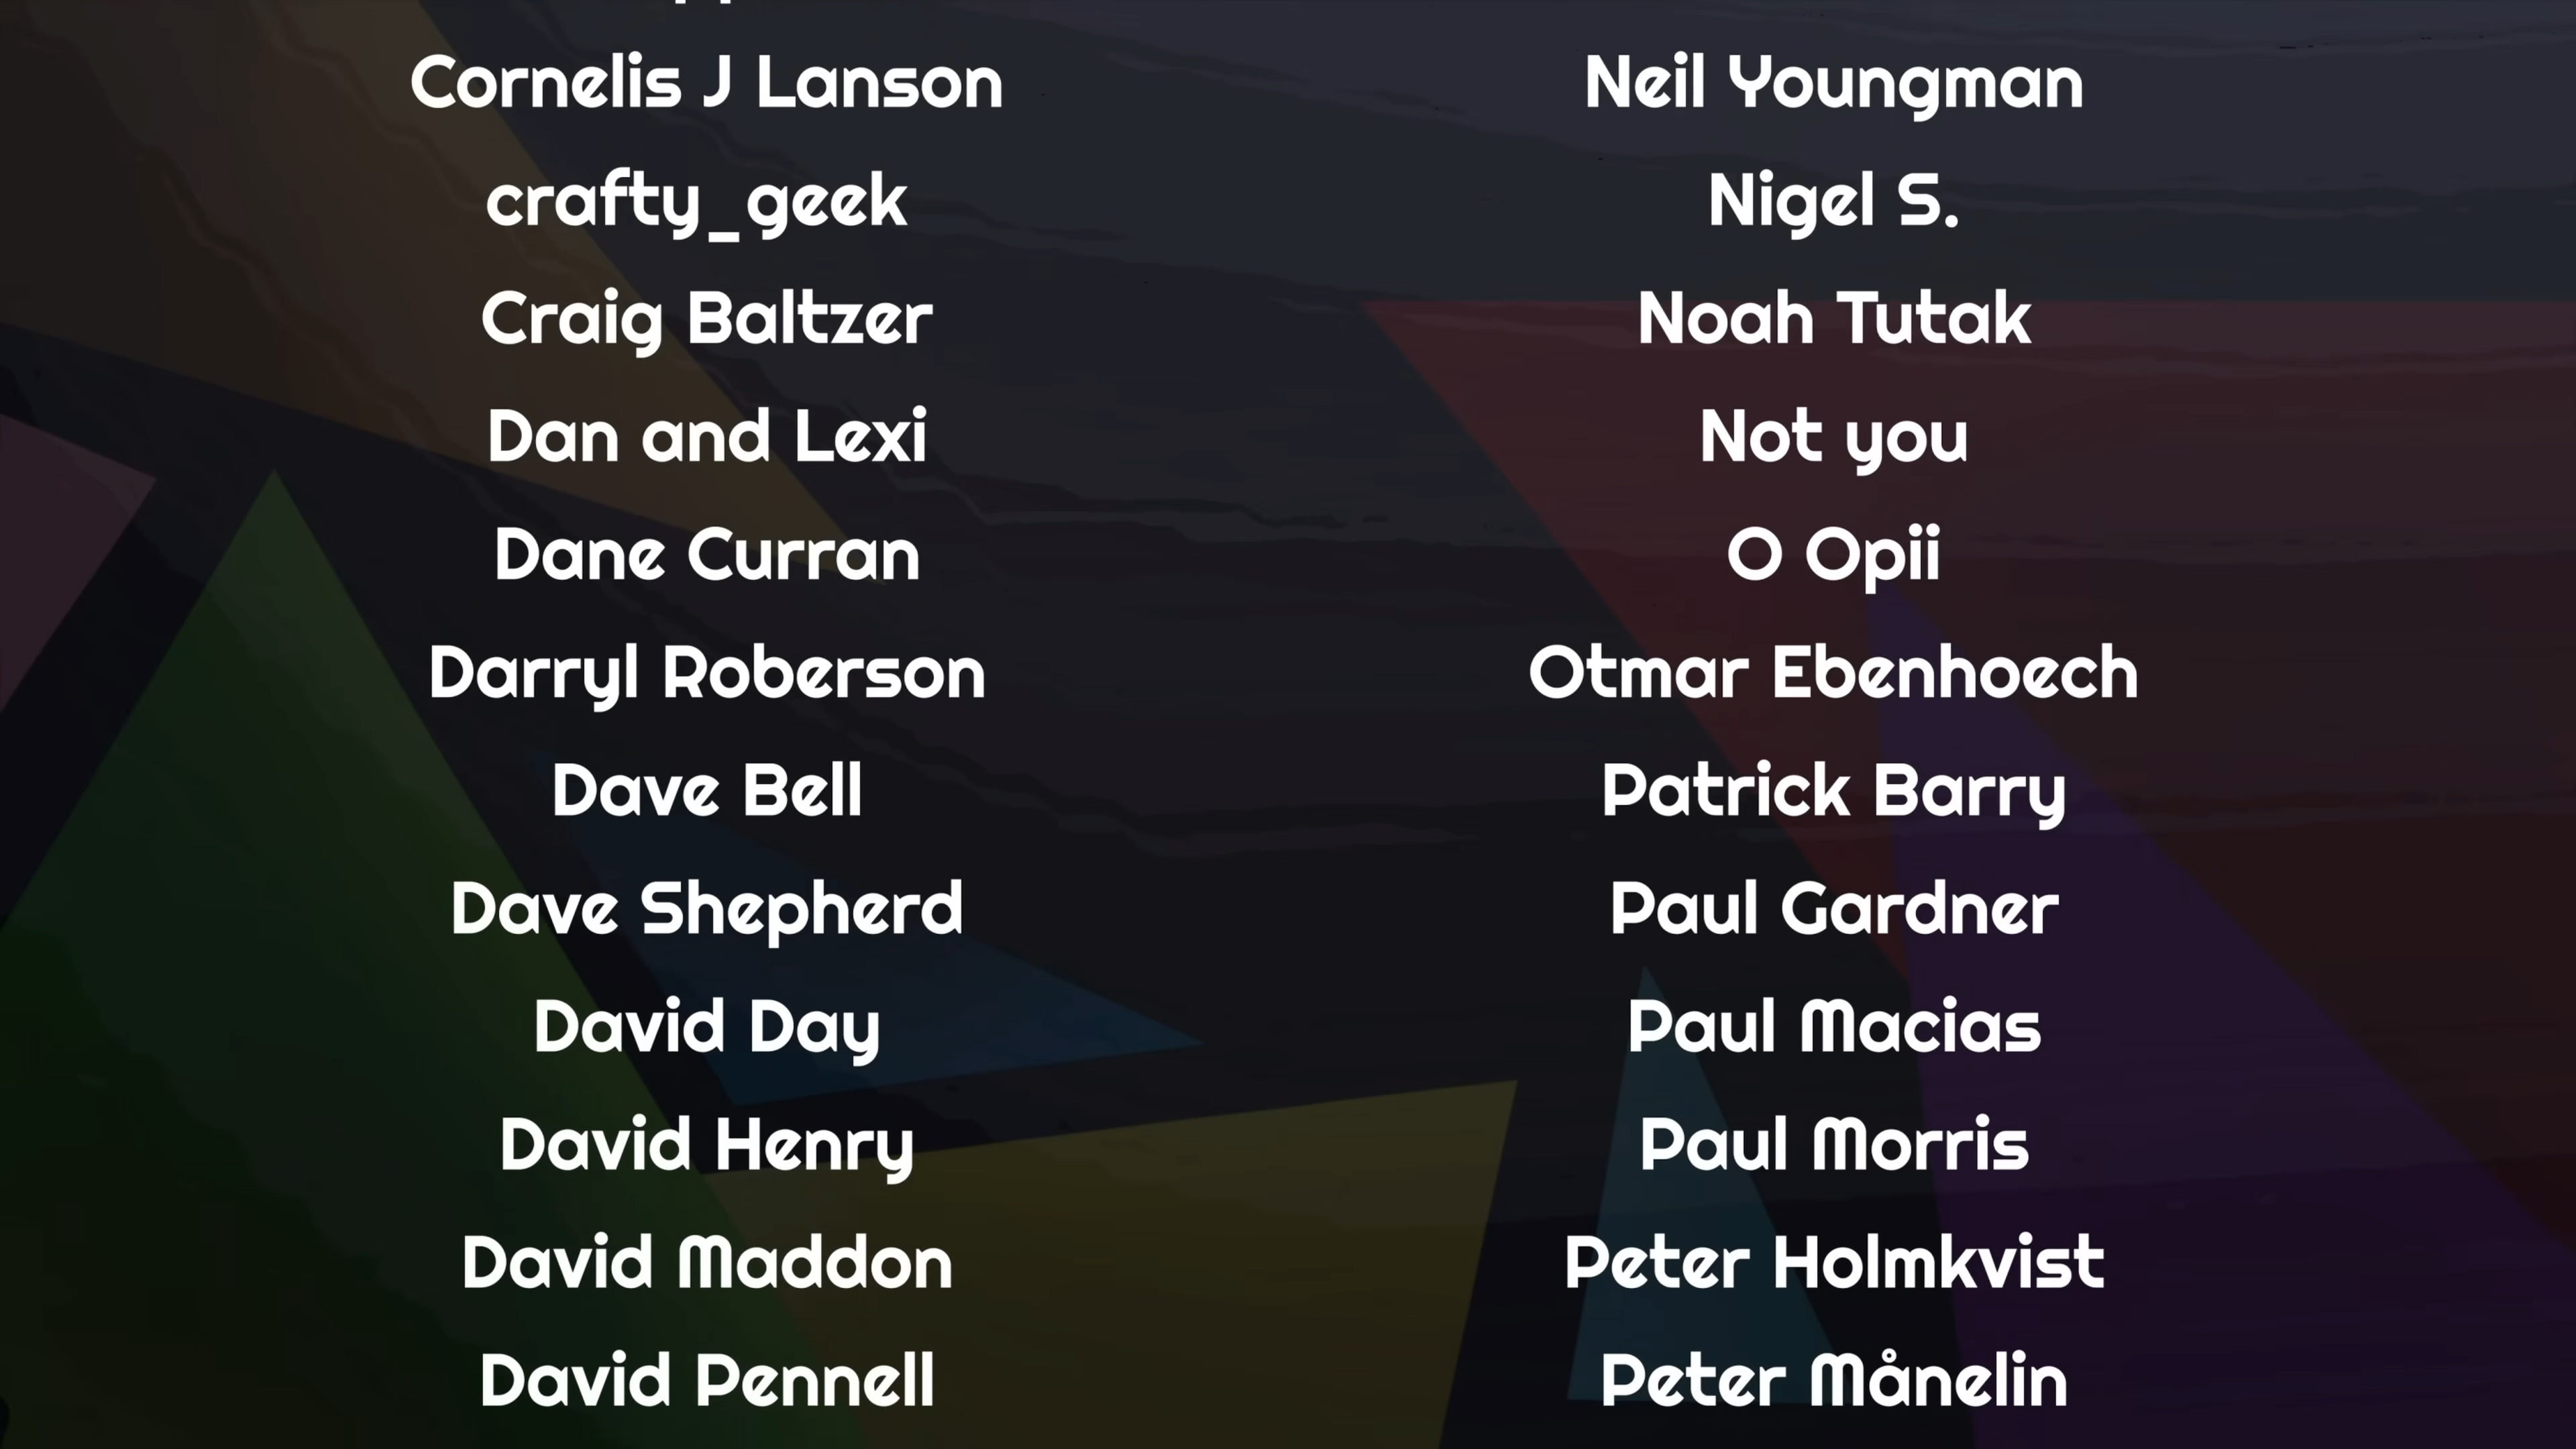 Cornelis J Lanson
crafty_geek
Craig Baltzer
Dan and Lexi
Dane Curran
Darryl Roberson
Dave Bell
Dave Shepherd
David Day
David Henry
David Maddon
David Pennell
Neil Youngman
Nigel S.
Noah Tutak
Not you
O Opii
Otmar Ebenhoech
Patrick Barry
Paul Gardner
Paul Macias
Paul Morris
Peter Holmkvist
Peter Månelin